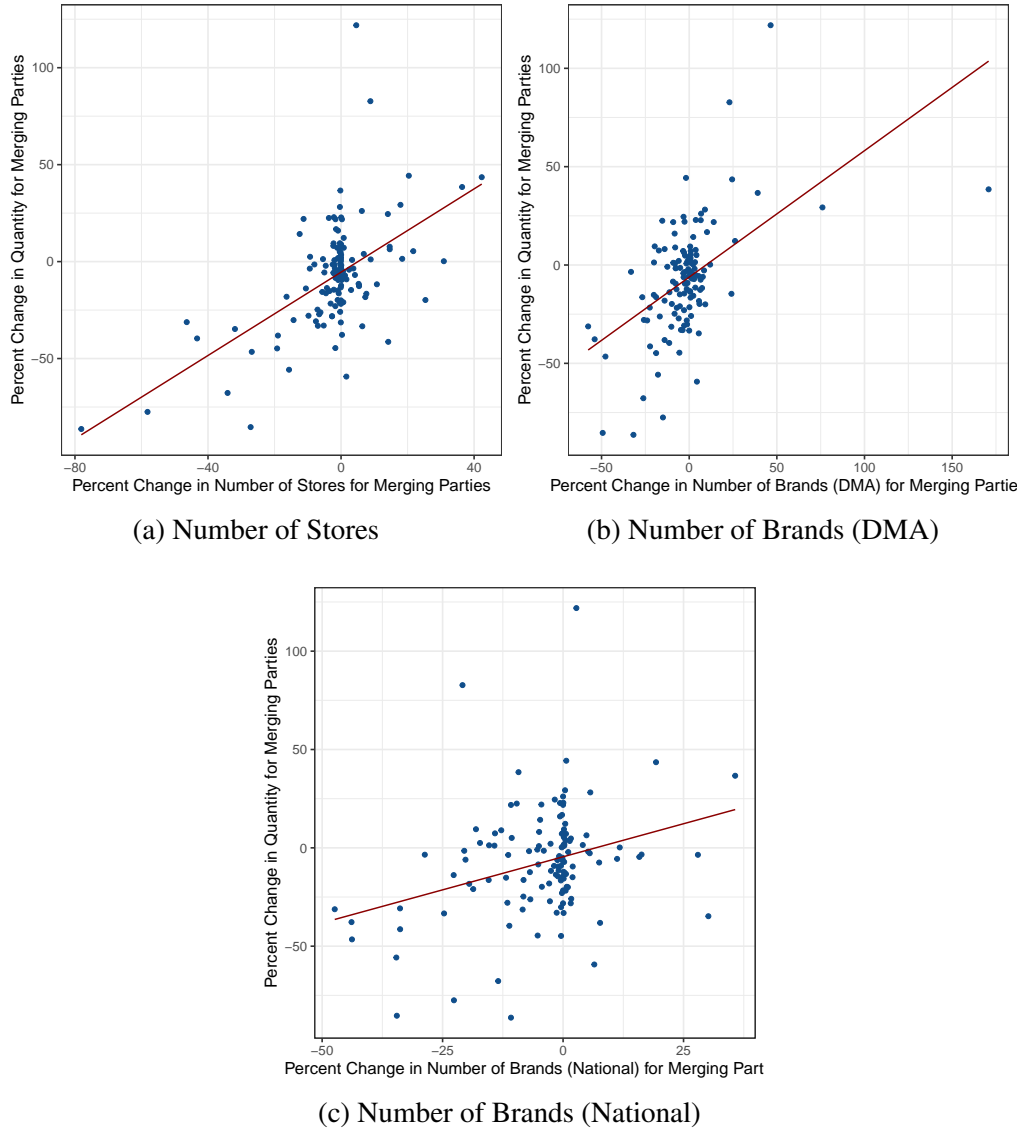 Percent Change in Quantity for Merging Parties
100
50
0
−50
−80
−40
0
40
Percent Change in Number of Stores for Merging Parties
(a) Number of Stores
Percent Change in Quantity for Merging Parties
100
50
0
−50
−50
0
50
100
150
Percent Change in Number of Brands (DMA) for Merging Partie
(b) Number of Brands (DMA)
Percent Change in Quantity for Merging Parties
100
50
0
−50
−50
−25
0
25
Percent Change in Number of Brands (National) for Merging Part
(c) Number of Brands (National)